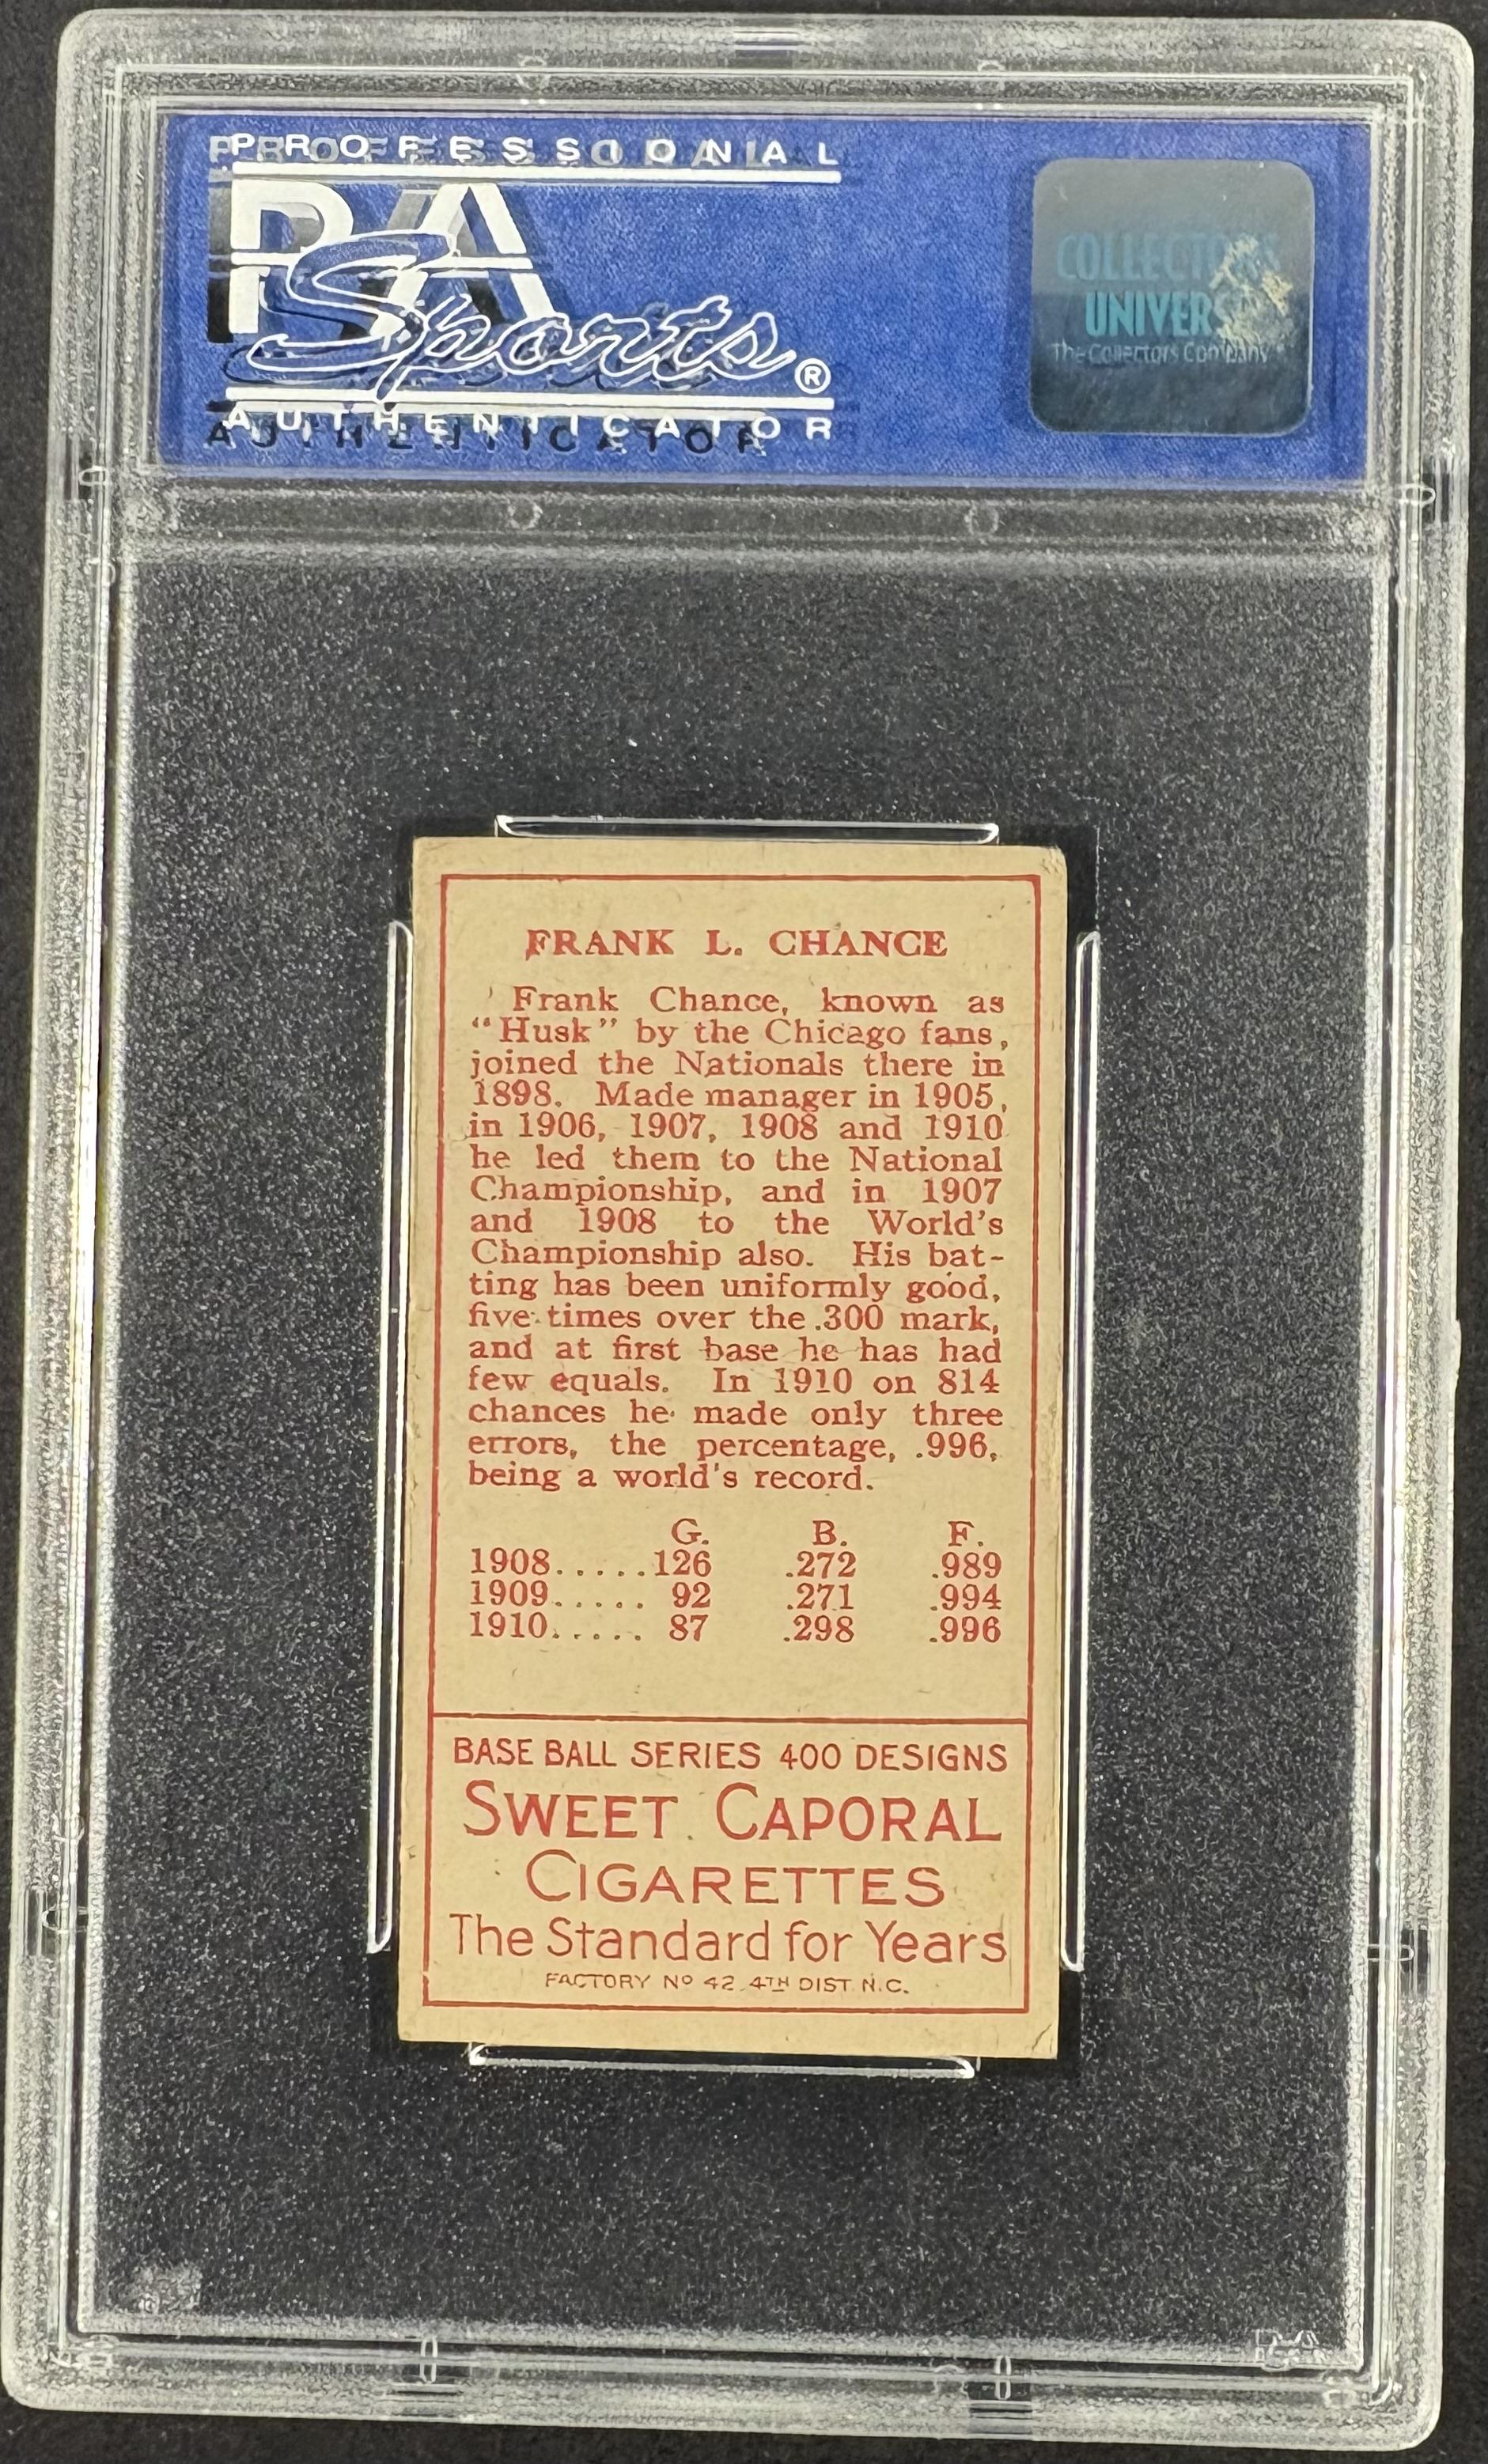 PROFESSIONAL
PSA
Sports®
AUTHENTICATOR
COLLECTORS
UNIVERSE
The Collectors Company
FRANK L. CHANCE
Frank Chance, known as
“Husk” by the Chicago fans,
joined the Nationals there in
1898. Made manager in 1905,
in 1906, 1907, 1908 and 1910
he led them to the National
Championship, and in 1907
and 1908 to the World's
Championship also. His bat-
ting has been uniformly good,
five times over the .300 mark,
and at first base he has had
few equals. In 1910 on 814
chances he made only three
errors, the percentage, .996,
being a world's record.
G. B. F.
1908.....126 .272 .989
1909..... 92 .271 .994
1910..... 87 .298 .996
BASE BALL SERIES 400 DESIGNS
SWEET CAPORAL
CIGARETTES
The Standard for Years
FACTORY Nº 42 4TH DIST. N.C.
PSA